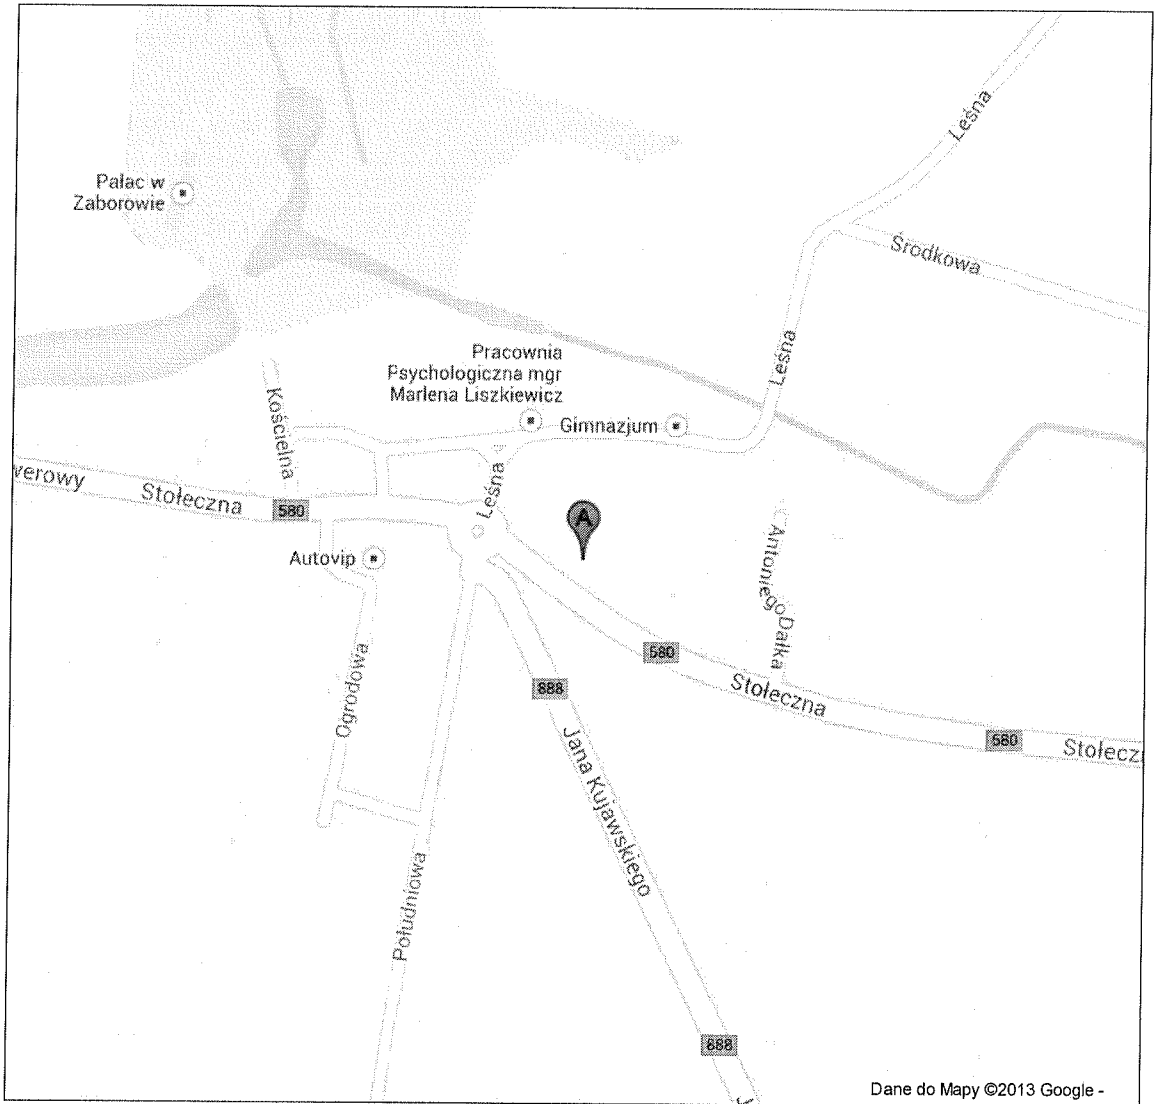 Leśna
Pałac w
Zaborowie
Środkowa
Leśna
Pracownia
Psychologiczna mgr
Marlena Liszkiewicz
Gimnazjum
Kościelna
werowy
Stołeczna
580
Leśna
A
Autovip
Antoniego Dalka
580
888
Stołeczna
Ogrodowa
580
Stołecz
Jana Kujawskiego
Południowa
888
J
Dane do Mapy ©2013 Google -